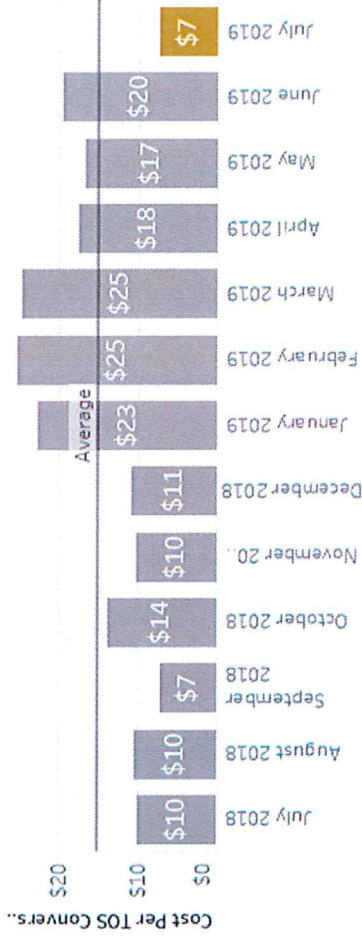 Cost Per TOS Convers..
$20
$10
$0
Average
$10
$10
$7
$14
$10
$11
$23
$25
$25
$18
$17
$20
$7
July 2018
August 2018
September
2018
October 2018
November 20..
December 2018
January 2019
February 2019
March 2019
April 2019
May 2019
June 2019
July 2019